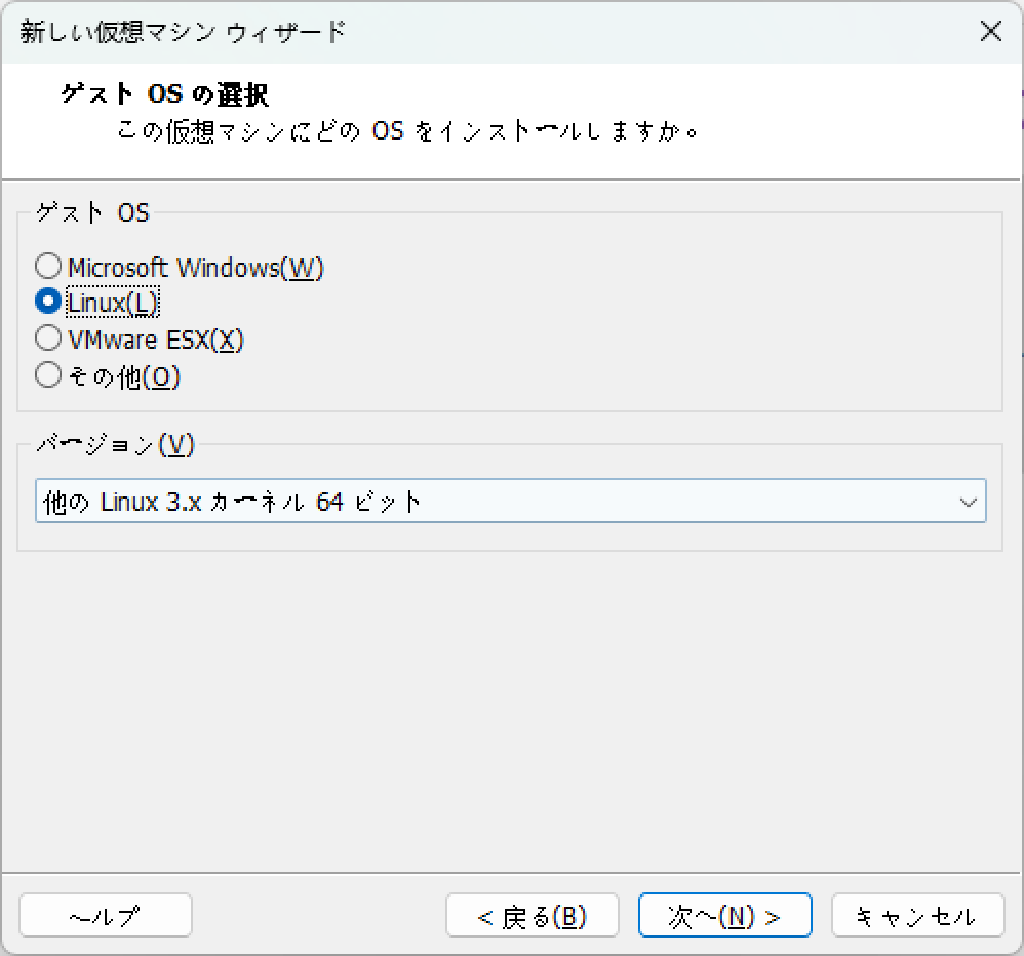 新しい仮想マシン ウィザード
ゲスト OS の選択
この仮想マシンにどの OS をインストールしますか。
ゲスト OS
Microsoft Windows(W)
Linux(L)
VMware ESX(X)
その他(O)
バージョン(V)
他の Linux 3.x カーネル 64 ビット
ヘルプ
< 戻る(B)
次へ(N) >
キャンセル